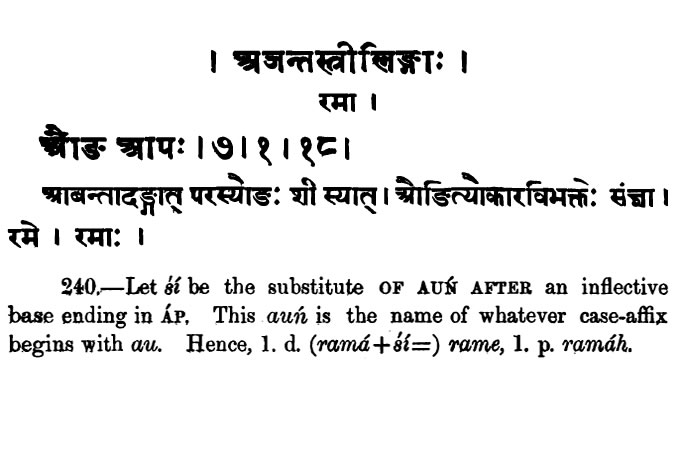 । अजन्तस्त्रीलिङ्गाः ।
रमा ।
औङ आपः । ७ । १ । १८ ।
आबन्तादङ्गात् परस्यौङः शी स्यात् । औङित्यौकारविभक्तेः संज्ञा ।
रमे । रमाः ।
240.—Let śí be the substitute OF AUŃ AFTER an inflective
base ending in ÁP. This auń is the name of whatever case-affix
begins with au. Hence, 1. d. (ramá+śí=) rame, 1. p. ramáh.